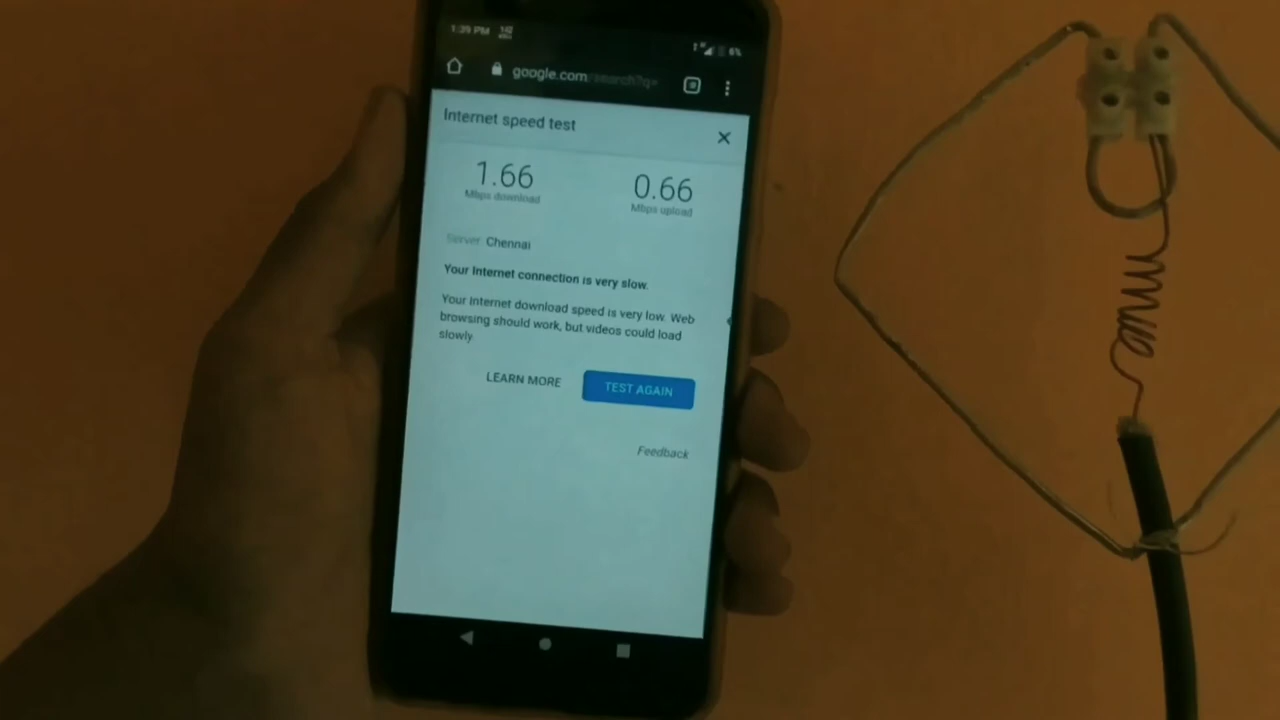 1:39 PM
6%
google.com/search?q=
Internet speed test
1.66
Mbps download
0.66
Mbps upload
Server Chennai
Your Internet connection is very slow.
Your Internet download speed is very low. Web
browsing should work, but videos could load
slowly.
LEARN MORE
TEST AGAIN
Feedback